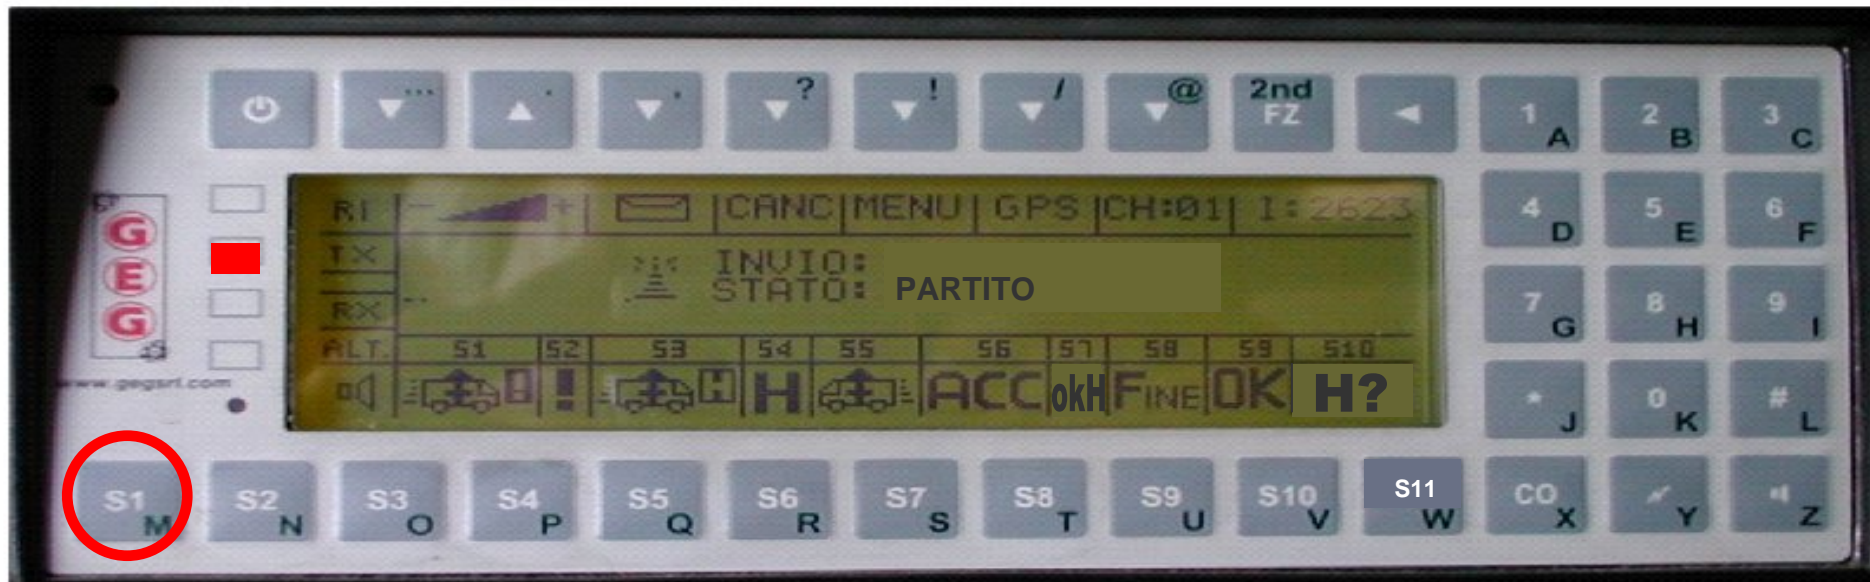 ... . , ? ! / @ 2nd FZ 1 A 2 B 3 C
RI - + CANC MENU GPS CH:01 I: 2623
4 D 5 E 6 F
TX INVIO:
STATO: PARTITO
RX
7 G 8 H 9 I
GEG
www.gegsrl.com
ALT. S1 S2 S3 S4 S5 S6 S7 S8 S9 S10
! H H ACC okH FINE OK H?
* J 0 K # L
S1 M S2 N S3 O S4 P S5 Q S6 R S7 S S8 T S9 U S10 V S11 W CO X Y Z